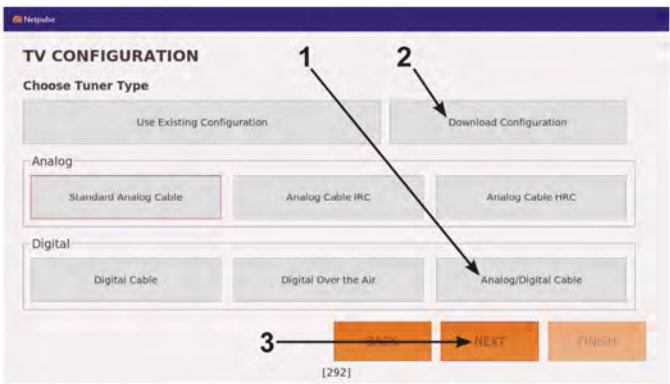 Netpulse
TV CONFIGURATION
1
2
Choose Tuner Type
Use Existing Configuration
Download Configuration
Analog
Standard Analog Cable
Analog Cable IRC
Analog Cable HRC
Digital
Digital Cable
Digital Over the Air
Analog/Digital Cable
3
BACK
NEXT
FINISH
[292]